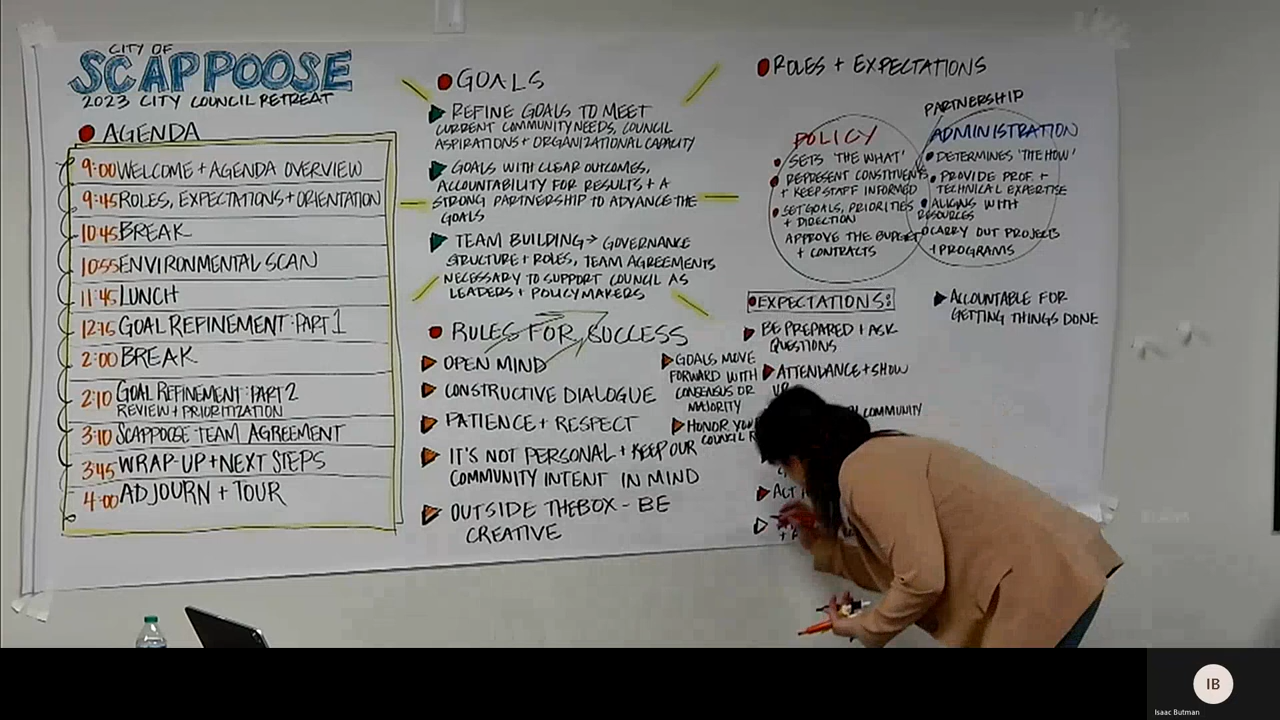 CITY OF
SCAPPOOSE
2023 CITY COUNCIL RETREAT
AGENDA
9:00 WELCOME + AGENDA OVERVIEW
9:45 ROLES, EXPECTATIONS + ORIENTATION
10:45 BREAK
10:55 ENVIRONMENTAL SCAN
11:45 LUNCH
12:15 GOAL REFINEMENT: PART 1
2:00 BREAK
2:10 GOAL REFINEMENT: PART 2
REVIEW + PRIORITIZATION
3:10 SCAPPOOSE TEAM AGREEMENT
3:45 WRAP-UP + NEXT STEPS
4:00 ADJOURN + TOUR
GOALS
REFINE GOALS TO MEET
CURRENT COMMUNITY NEEDS, COUNCIL
ASPIRATIONS + ORGANIZATIONAL CAPACITY
GOALS WITH CLEAR OUTCOMES,
ACCOUNTABILITY FOR RESULTS + A
STRONG PARTNERSHIP TO ADVANCE THE
GOALS
TEAM BUILDING → GOVERNANCE
STRUCTURE + ROLES, TEAM AGREEMENTS
NECESSARY TO SUPPORT COUNCIL AS
LEADERS + POLICYMAKERS
RULES FOR SUCCESS
OPEN MIND
CONSTRUCTIVE DIALOGUE
PATIENCE + RESPECT
IT'S NOT PERSONAL + KEEP OUR
COMMUNITY INTENT IN MIND
OUTSIDE THE BOX - BE
CREATIVE
GOALS MOVE
FORWARD WITH
CONSENSUS OR
MAJORITY
HONOR
COUNCIL
ROLES + EXPECTATIONS
PARTNERSHIP
POLICY
SETS 'THE WHAT'
REPRESENT CONSTITUENTS
+ KEEP STAFF INFORMED
SET GOALS, PRIORITIES
+ DIRECTION
APPROVE THE BUDGET
+ CONTRACTS
ADMINISTRATION
DETERMINES 'THE HOW'
PROVIDE PROF. +
TECHNICAL EXPERTISE
ALIGNS WITH
RESOURCES
CARRY OUT PROJECTS
+ PROGRAMS
ACCOUNTABLE FOR
GETTING THINGS DONE
EXPECTATIONS:
BE PREPARED + ASK
QUESTIONS
ATTENDANCE + SHOW
COMMUNITY
ACT
IB
Isaac Butman